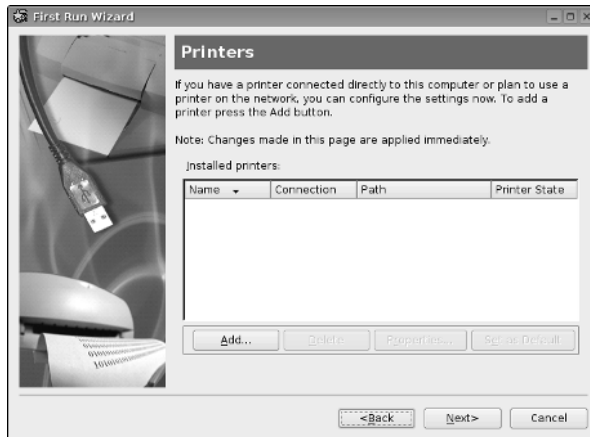 First Run Wizard
Printers
If you have a printer connected directly to this computer or plan to use a
printer on the network, you can configure the settings now. To add a
printer press the Add button.
Note: Changes made in this page are applied immediately.
Installed printers:
Name Connection Path Printer State
Add... Delete Properties... Set as Default
<Back Next> Cancel